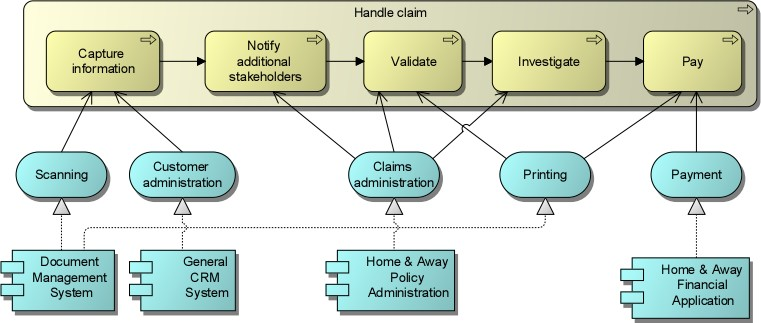 Handle claim
Capture
information
Notify
additional
stakeholders
Validate
Investigate
Pay
Scanning
Customer
administration
Claims
administration
Printing
Payment
Document
Management
System
General
CRM
System
Home & Away
Policy
Administration
Home & Away
Financial
Application